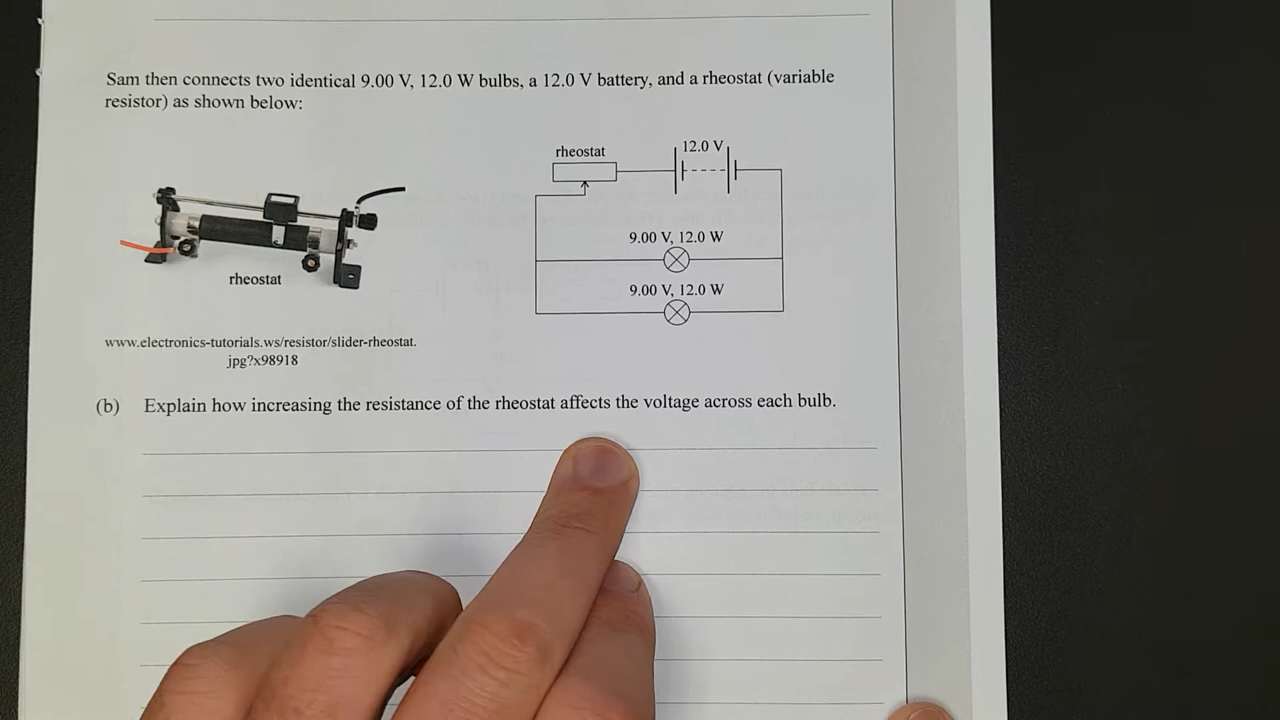 Sam then connects two identical 9.00 V, 12.0 W bulbs, a 12.0 V battery, and a rheostat (variable
resistor) as shown below:
rheostat
12.0 V
9.00 V, 12.0 W
9.00 V, 12.0 W
rheostat
www.electronics-tutorials.ws/resistor/slider-rheostat.
jpg?x98918
(b) Explain how increasing the resistance of the rheostat affects the voltage across each bulb.